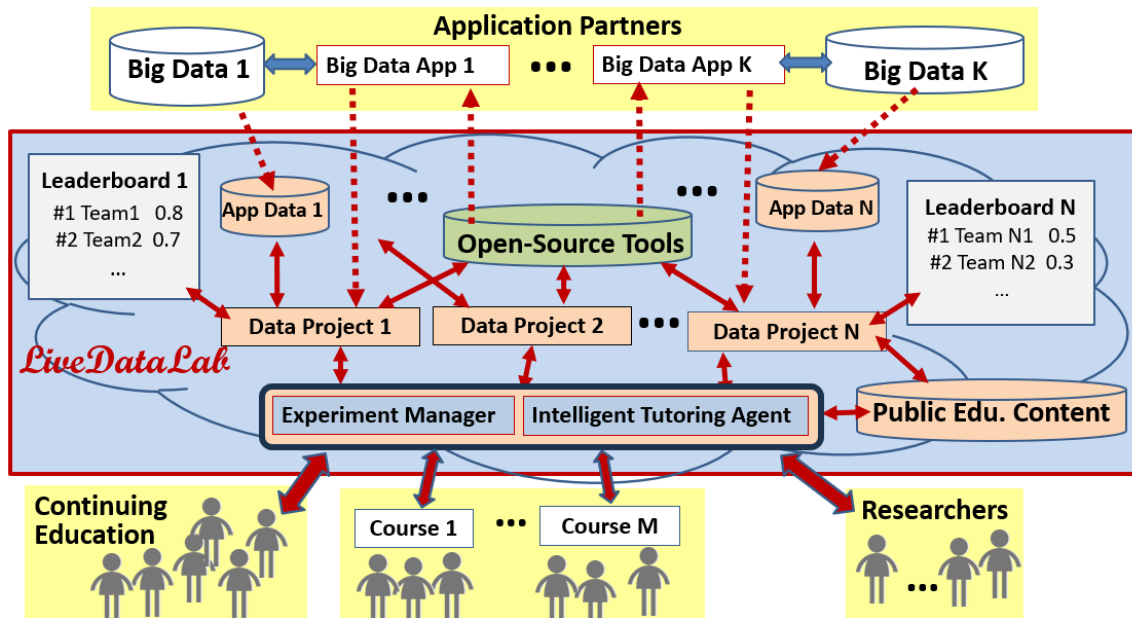 Application Partners
Big Data 1
Big Data App 1
...
Big Data App K
Big Data K
Leaderboard 1
#1 Team1 0.8
#2 Team2 0.7
...
App Data 1
...
...
App Data N
Leaderboard N
#1 Team N1 0.5
#2 Team N2 0.3
...
Open-Source Tools
Data Project 1
Data Project 2
...
Data Project N
LiveDataLab
Experiment Manager
Intelligent Tutoring Agent
Public Edu. Content
Continuing
Education
Course 1
...
Course M
Researchers
...